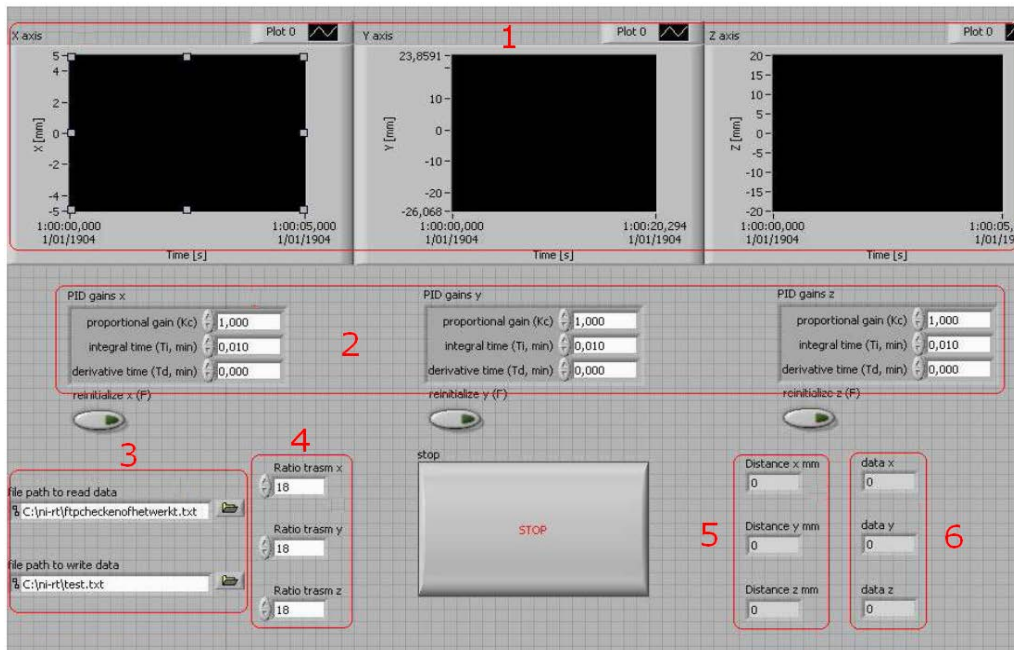 1
X axis
Plot 0
5
4
2
0
-2
-4
-5
X [mm]
1:00:00,000
1/01/1904
1:00:05,000
1/01/1904
Time [s]
Y axis
Plot 0
23,8591
10
0
-10
-20
-26,068
Y [mm]
1:00:00,000
1/01/1904
1:00:20,294
1/01/1904
Time [s]
Z axis
Plot 0
20
15
10
5
0
-5
-10
-15
-20
Z [mm]
1:00:00,000
1/01/1904
1:00:05,
1/01/19
Time [s]
2
PID gains x
proportional gain (Kc) 1,000
integral time (Ti, min) 0,010
derivative time (Td, min) 0,000
reinitialize x (F)
PID gains y
proportional gain (Kc) 1,000
integral time (Ti, min) 0,010
derivative time (Td, min) 0,000
reinitialize y (F)
PID gains z
proportional gain (Kc) 1,000
integral time (Ti, min) 0,010
derivative time (Td, min) 0,000
reinitialize z (F)
3
file path to read data
C:\ni-rt\ftpcheckenofhetwerkt.txt
file path to write data
C:\ni-rt\test.txt
4
Ratio trasm x
18
Ratio trasm y
18
Ratio trasm z
18
stop
STOP
5
Distance x mm
0
Distance y mm
0
Distance z mm
0
6
data x
0
data y
0
data z
0